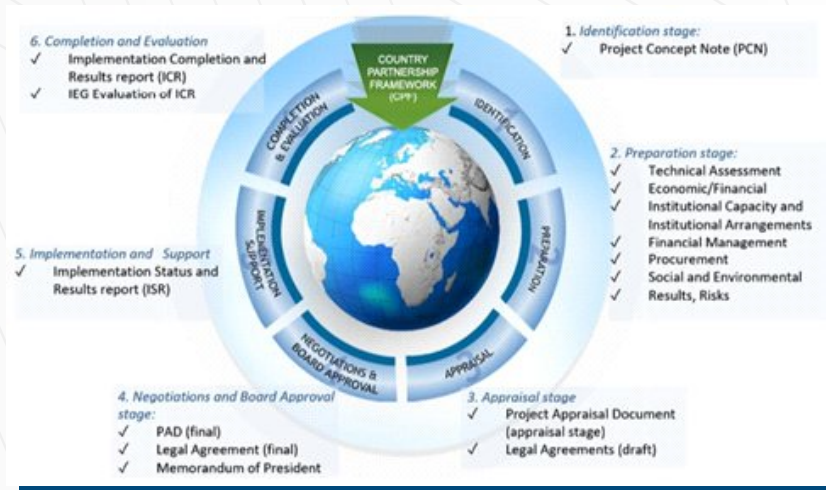 COUNTRY
PARTNERSHIP
FRAMEWORK
(CPF)
IDENTIFICATION
PREPARATION
APPRAISAL
NEGOTIATIONS &
BOARD APPROVAL
IMPLEMENTATION
SUPPORT
COMPLETION
& EVALUATION
1. Identification stage:
✓ Project Concept Note (PCN)
2. Preparation stage:
✓ Technical Assessment
✓ Economic/Financial
✓ Institutional Capacity and
Institutional Arrangements
✓ Financial Management
✓ Procurement
✓ Social and Environmental
✓ Results, Risks
3. Appraisal stage
✓ Project Appraisal Document
(appraisal stage)
✓ Legal Agreements (draft)
4. Negotiations and Board Approval
stage:
✓ PAD (final)
✓ Legal Agreement (final)
✓ Memorandum of President
5. Implementation and Support
✓ Implementation Status and
Results report (ISR)
6. Completion and Evaluation
✓ Implementation Completion and
Results report (ICR)
✓ IEG Evaluation of ICR